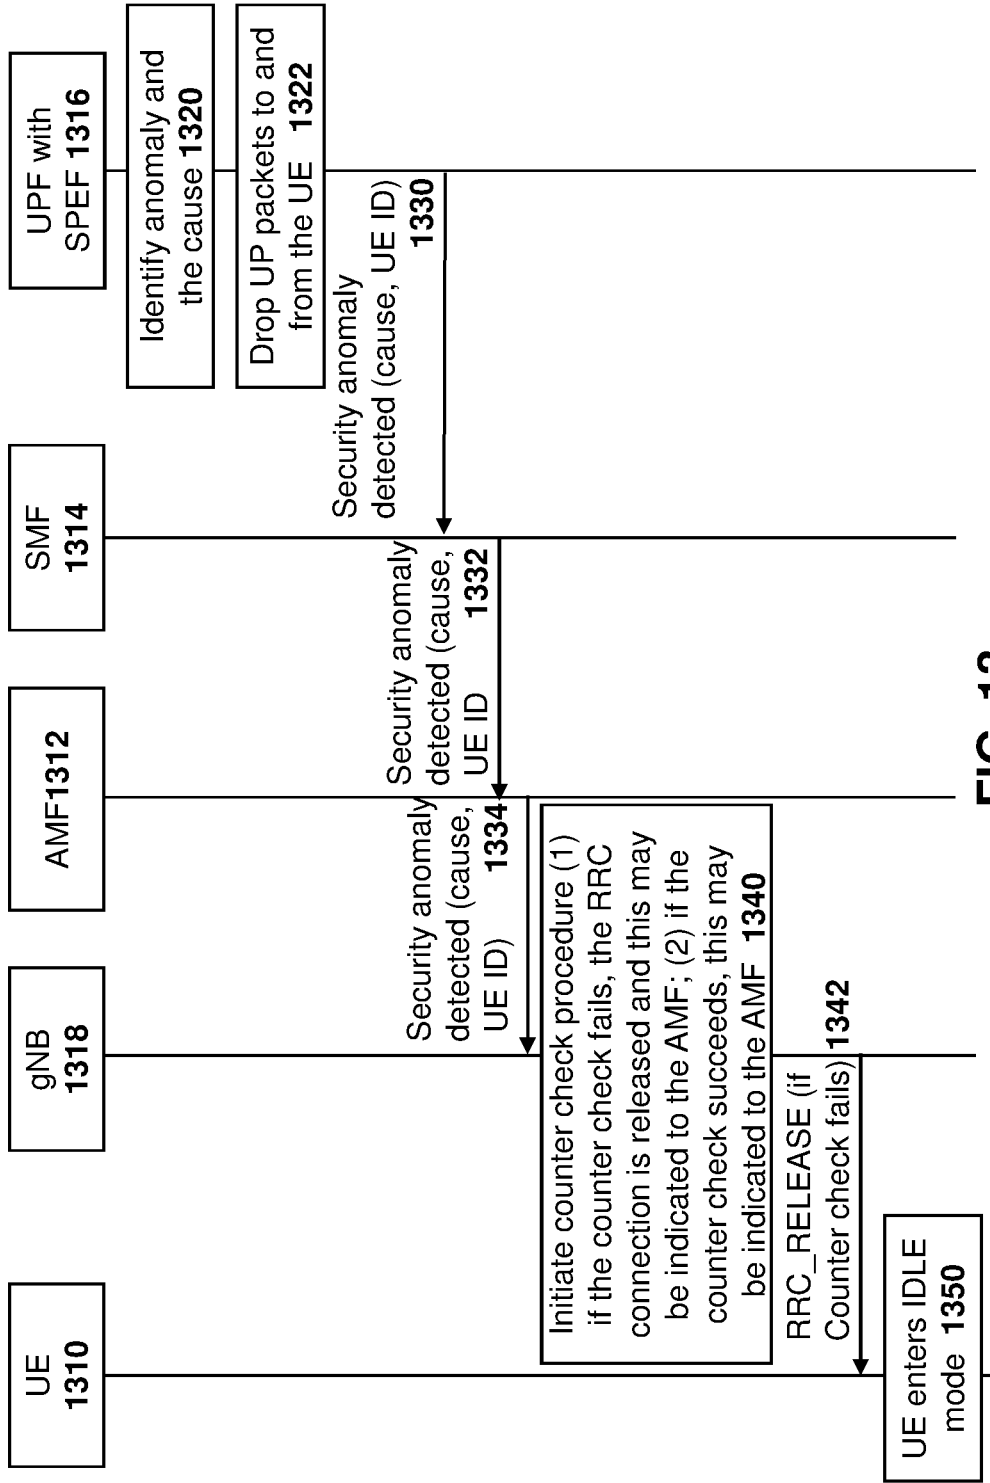 UE
1310
gNB
1318
AMF1312
SMF
1314
UPF with
SPEF 1316
Identify anomaly and
the cause 1320
Drop UP packets to and
from the UE 1322
Security anomaly
detected (cause, UE ID)
1330
Security anomaly
detected (cause,
UE ID 1332
Security anomaly
detected (cause,
UE ID) 1334
Initiate counter check procedure (1)
if the counter check fails, the RRC
connection is released and this may
be indicated to the AMF; (2) if the
counter check succeeds, this may
be indicated to the AMF 1340
RRC_RELEASE (if
Counter check fails) 1342
UE enters IDLE
mode 1350